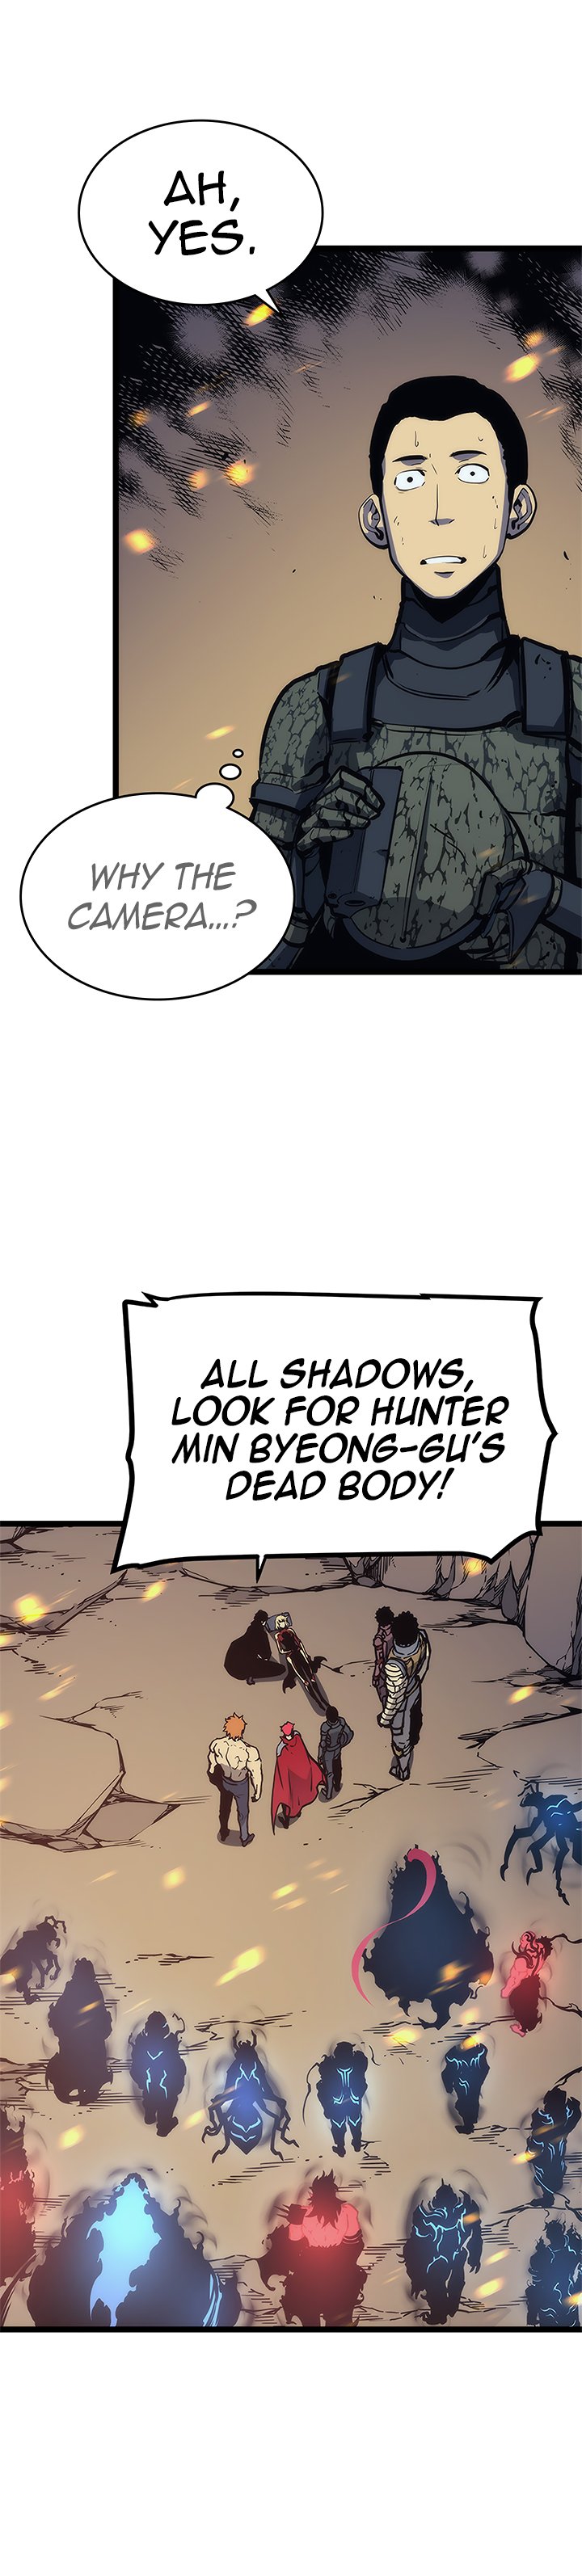 AH,
YES.
WHY THE
CAMERA...?
ALL SHADOWS,
LOOK FOR HUNTER
MIN BYEONG-GU'S
DEAD BODY!